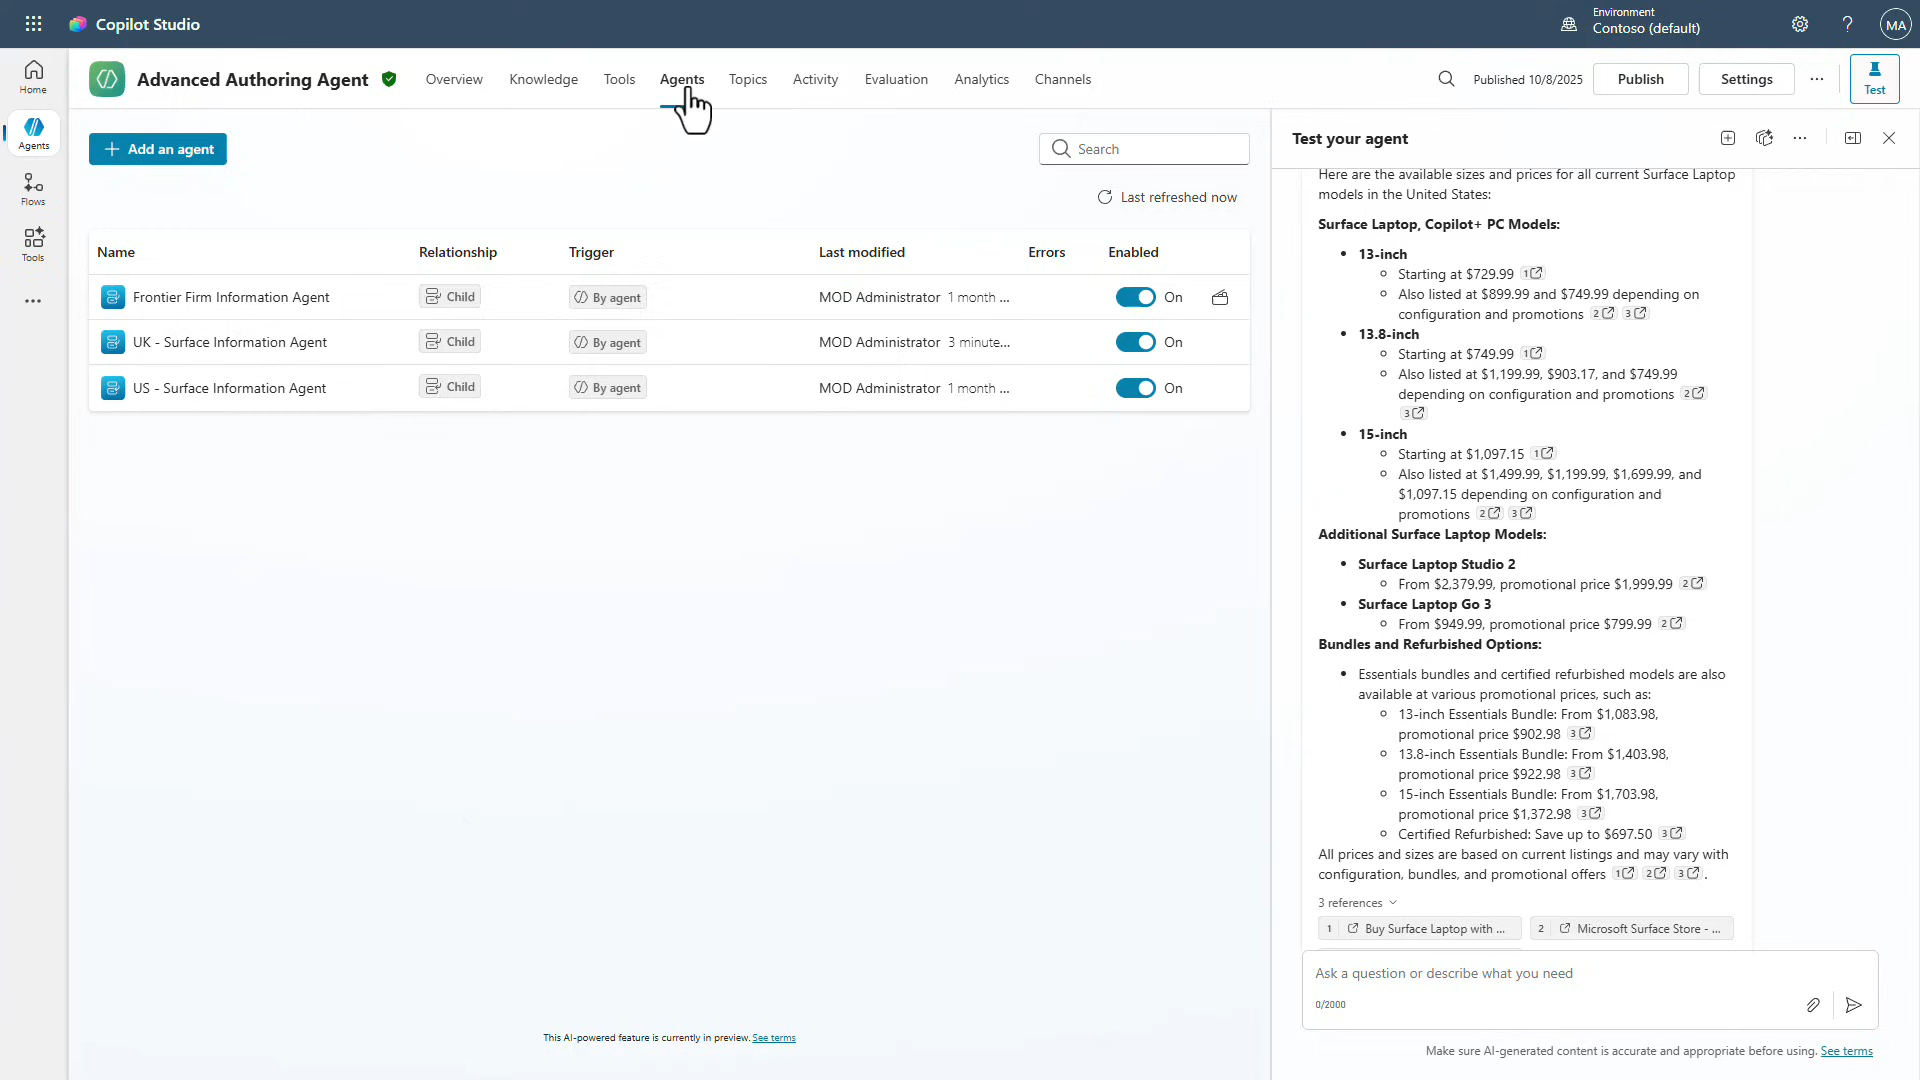 Copilot Studio
Environment
Contoso (default)
MA
Home
Agents
Flows
Tools
Advanced Authoring Agent
Overview
Knowledge
Tools
Agents
Topics
Activity
Evaluation
Analytics
Channels
Published 10/8/2025
Publish
Settings
Test
Add an agent
Search
Last refreshed now
Name Relationship Trigger Last modified Errors Enabled
Frontier Firm Information Agent Child By agent MOD Administrator 1 month ... On
UK - Surface Information Agent Child By agent MOD Administrator 3 minute... On
US - Surface Information Agent Child By agent MOD Administrator 1 month ... On
This AI-powered feature is currently in preview. See terms
Test your agent
Here are the available sizes and prices for all current Surface Laptop
models in the United States:
Surface Laptop, Copilot+ PC Models:
• 13-inch
Starting at $729.99 1
Also listed at $899.99 and $749.99 depending on
configuration and promotions 2 3
• 13.8-inch
Starting at $749.99 1
Also listed at $1,199.99, $903.17, and $749.99
depending on configuration and promotions 2
3
• 15-inch
Starting at $1,097.15 1
Also listed at $1,499.99, $1,199.99, $1,699.99, and
$1,097.15 depending on configuration and
promotions 2 3
Additional Surface Laptop Models:
• Surface Laptop Studio 2
From $2,379.99, promotional price $1,999.99 2
• Surface Laptop Go 3
From $949.99, promotional price $799.99 2
Bundles and Refurbished Options:
• Essentials bundles and certified refurbished models are also
available at various promotional prices, such as:
13-inch Essentials Bundle: From $1,083.98,
promotional price $902.98 3
13.8-inch Essentials Bundle: From $1,403.98,
promotional price $922.98 3
15-inch Essentials Bundle: From $1,703.98,
promotional price $1,372.98 3
Certified Refurbished: Save up to $697.50 3
All prices and sizes are based on current listings and may vary with
configuration, bundles, and promotional offers 1 2 3 .
3 references
1 Buy Surface Laptop with ...
2 Microsoft Surface Store - ...
Ask a question or describe what you need
0/2000
Make sure AI-generated content is accurate and appropriate before using. See terms